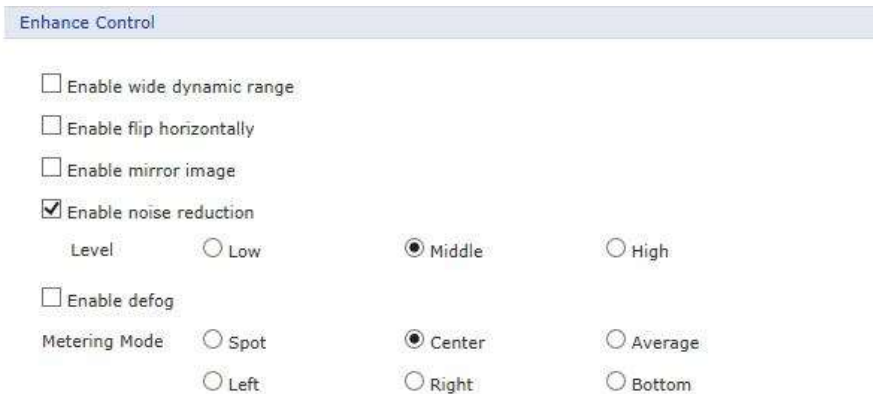 Enhance Control
Enable wide dynamic range
Enable flip horizontally
Enable mirror image
Enable noise reduction
Level Low Middle High
Enable defog
Metering Mode Spot Center Average
Left Right Bottom